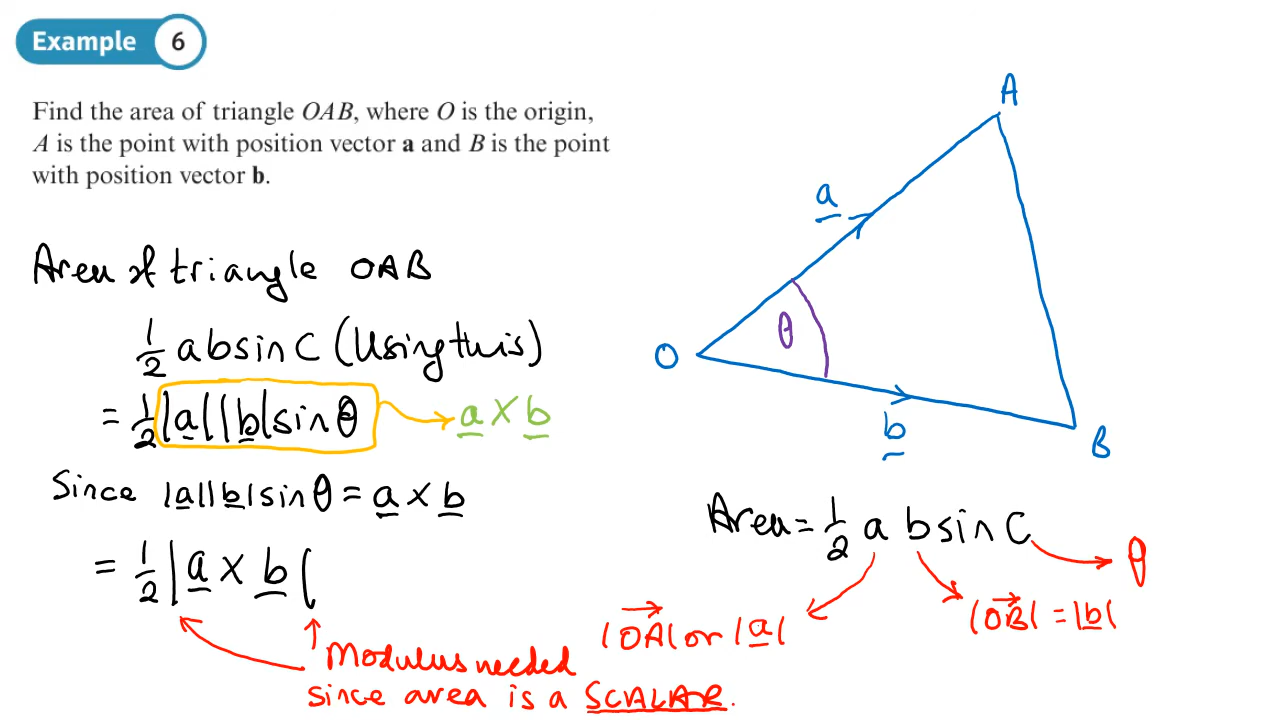 Example 6
Find the area of triangle OAB, where O is the origin,
A is the point with position vector a and B is the point
with position vector b.
Area of triangle OAB
1/2 absinC (Using this)
= 1/2 |a||b|sinθ → a × b
Since |a||b|sinθ = a × b
= 1/2 |a × b|
Modulus needed
since area is a SCALAR.
A
a
θ
O
b
B
Area = 1/2 a b sin C
θ
|OA| or |a|
|OB| = |b|